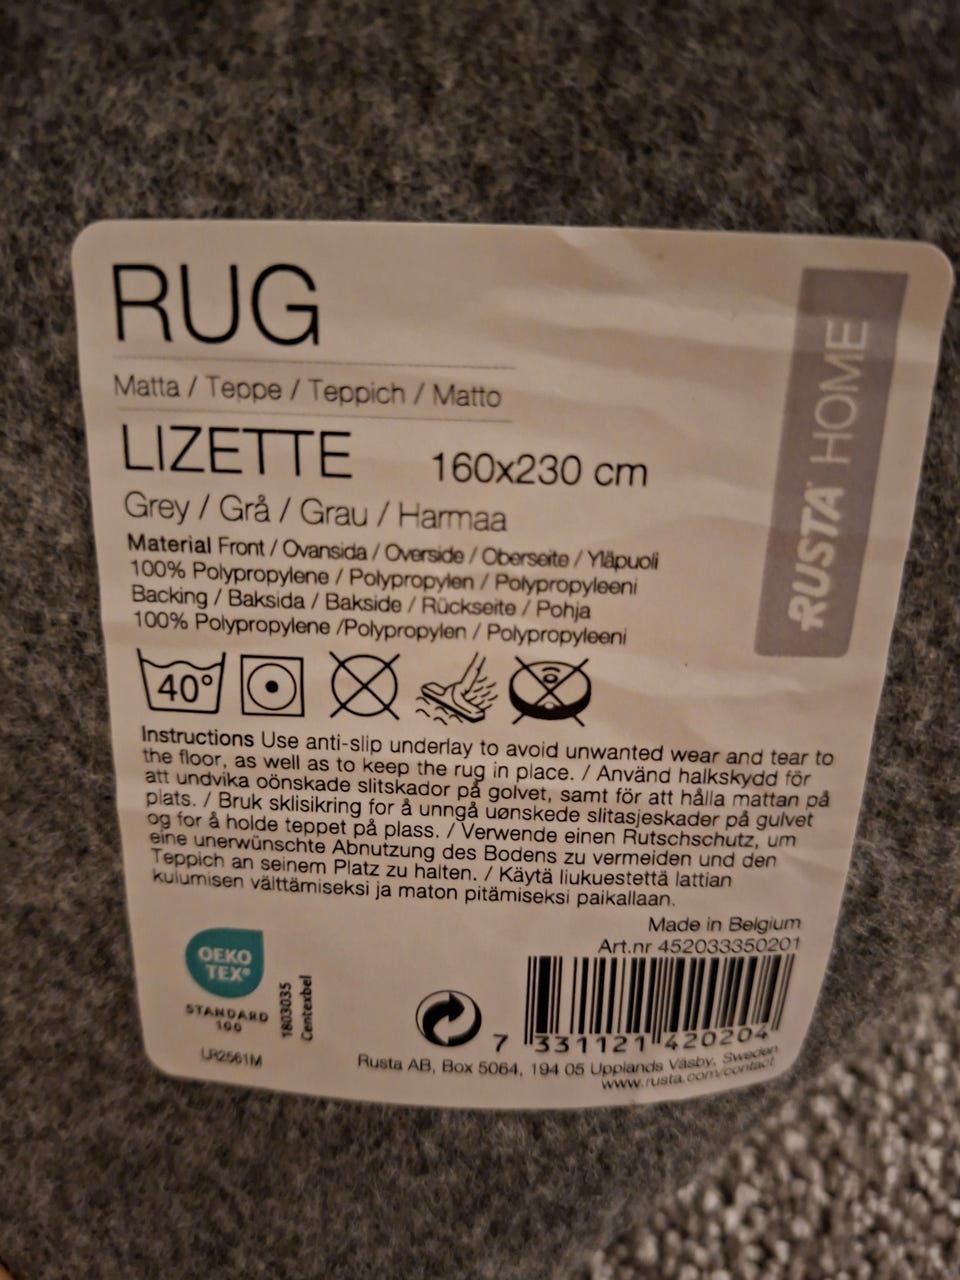 RUG
Matta / Teppe / Teppich / Matto
LIZETTE 160x230 cm
Grey / Grå / Grau / Harmaa
Material Front / Ovansida / Overside / Oberseite / Yläpuoli
100% Polypropylene / Polypropylen / Polypropyleeni
Backing / Baksida / Bakside / Rückseite / Pohja
100% Polypropylene /Polypropylen / Polypropyleeni
40°
Instructions Use anti-slip underlay to avoid unwanted wear and tear to
the floor, as well as to keep the rug in place. / Använd halkskydd för
att undvika oönskade slitskador på golvet, samt för att hålla mattan på
plats. / Bruk sklisikring for å unngå uønskede slitasjeskader på gulvet
og for å holde teppet på plass. / Verwende einen Rutschschutz, um
eine unerwünschte Abnutzung des Bodens zu vermeiden und den
Teppich an seinem Platz zu halten. / Käytä liukuestettä lattian
kulumisen välttämiseksi ja maton pitämiseksi paikallaan.
Made in Belgium
Art.nr 452033350201
OEKO
TEX®
STANDARD
100
1803035
Centexbel
LR2561M
7 331121 420204
Rusta AB, Box 5064, 194 05 Upplands Väsby, Sweden
www.rusta.com/contact
RUSTA HOME